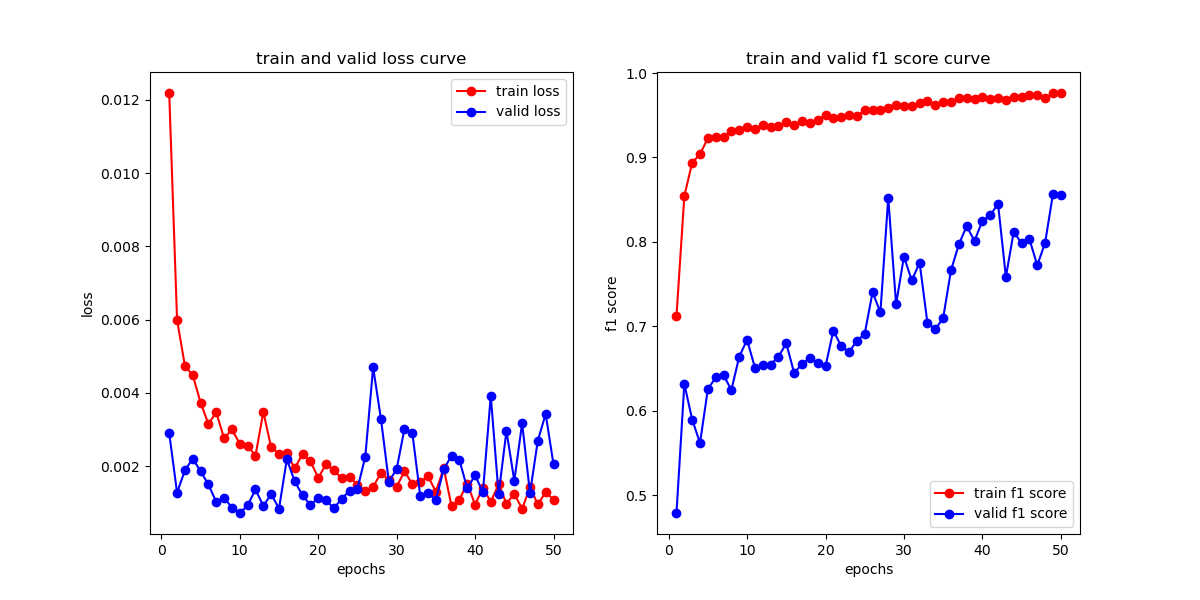 train and valid loss curve
train loss
valid loss
0.012
0.010
0.008
0.006
0.004
0.002
loss
0 10 20 30 40 50
epochs
train and valid f1 score curve
1.0
0.9
0.8
0.7
0.6
0.5
f1 score
train f1 score
valid f1 score
0 10 20 30 40 50
epochs